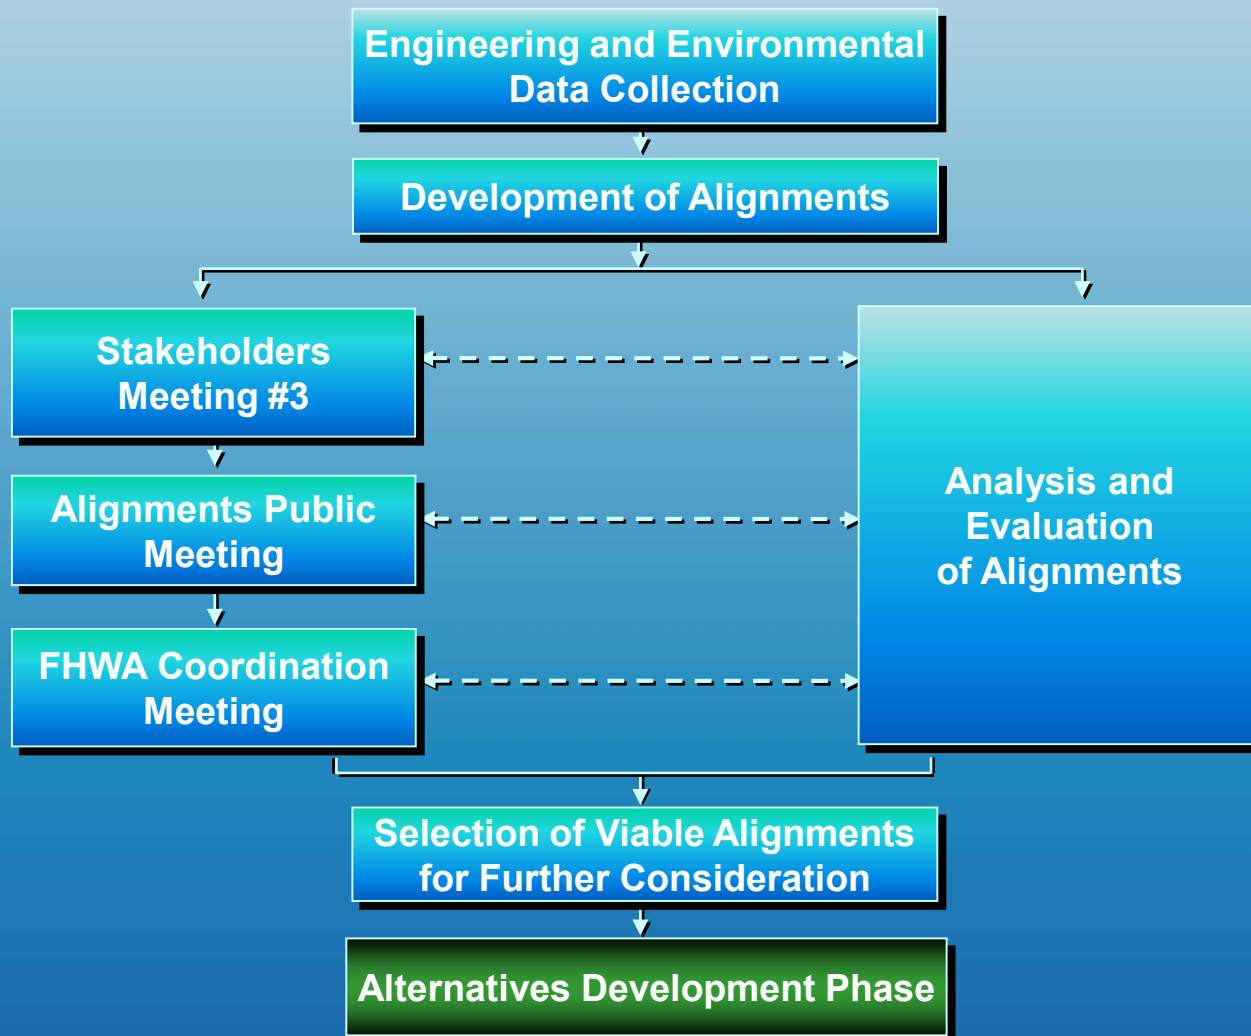 Engineering and Environmental
Data Collection
Development of Alignments
Stakeholders
Meeting #3
Alignments Public
Meeting
FHWA Coordination
Meeting
Analysis and
Evaluation
of Alignments
Selection of Viable Alignments
for Further Consideration
Alternatives Development Phase